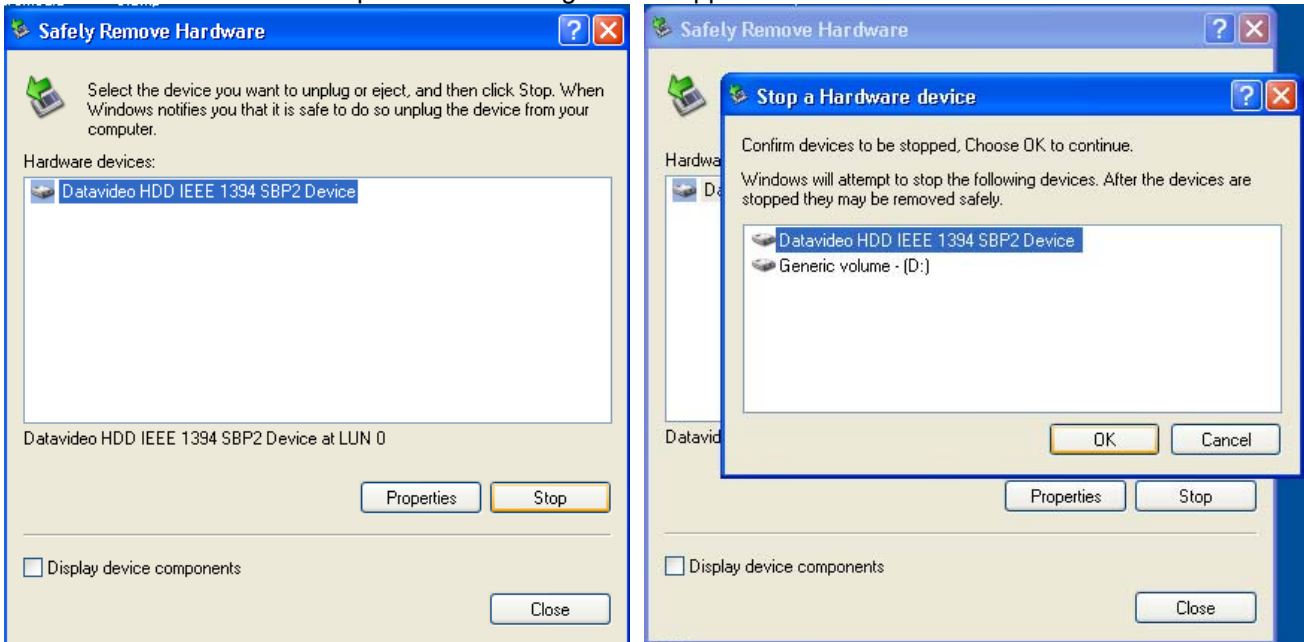 Safely Remove Hardware
Select the device you want to unplug or eject, and then click Stop. When
Windows notifies you that it is safe to do so unplug the device from your
computer.
Hardware devices:
Datavideo HDD IEEE 1394 SBP2 Device
Datavideo HDD IEEE 1394 SBP2 Device at LUN 0
Properties
Stop
Display device components
Close
Safely Remove Hardware
Stop a Hardware device
Confirm devices to be stopped, Choose OK to continue.
Windows will attempt to stop the following devices. After the devices are
stopped they may be removed safely.
Datavideo HDD IEEE 1394 SBP2 Device
Generic volume - (D:)
OK
Cancel
Hardwa
Da
Datavid
Properties
Stop
Display device components
Close